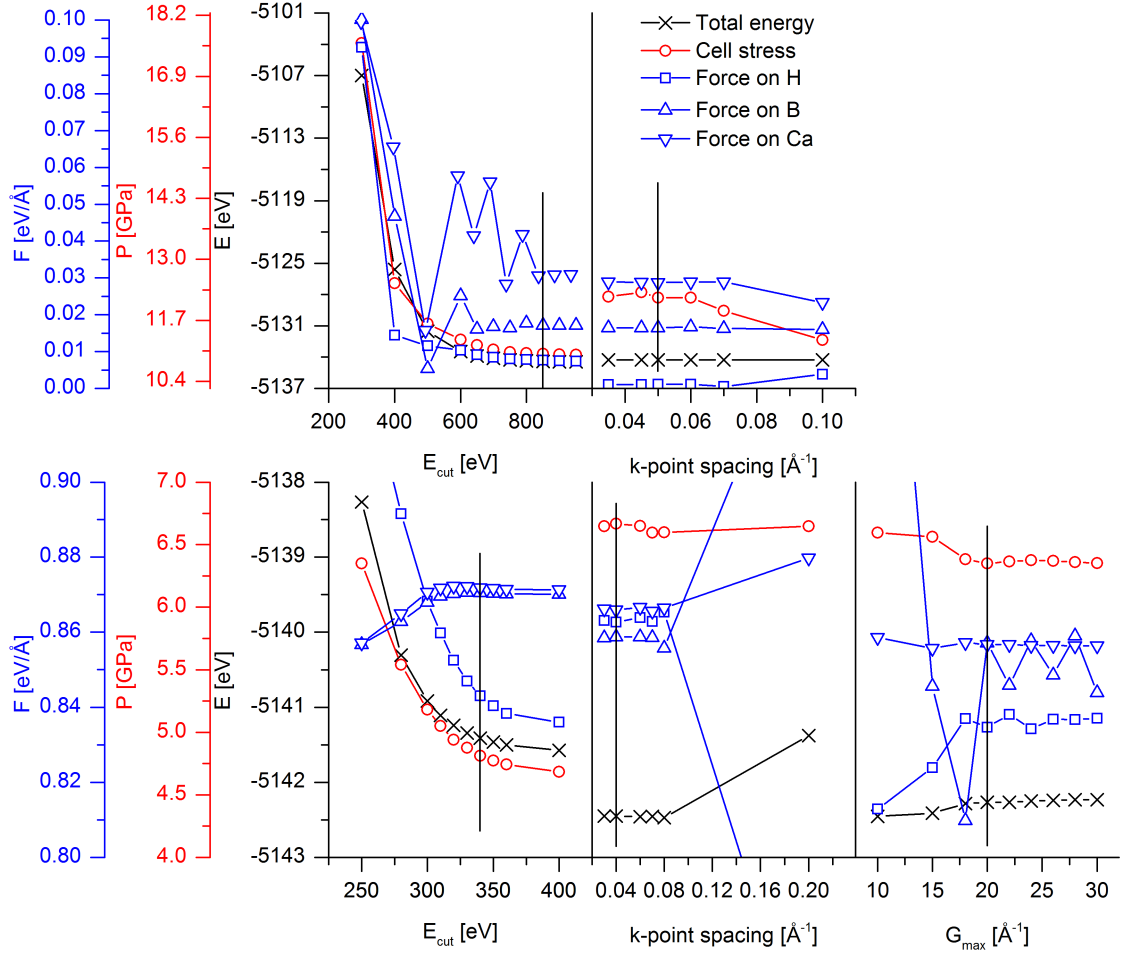 0.10
0.09
0.10
0.08
0.07
0.06
0.05
0.04
0.03
0.02
0.01
0.00
F [eV/Å]
18.2
16.9
15.6
14.3
13.0
11.7
10.4
P [GPa]
-5101
-5107
-5113
-5119
-5125
-5131
-5137
E [eV]
Total energy
Cell stress
Force on H
Force on B
Force on Ca
200 400 600 800
E_cut [eV]
0.04 0.06 0.08 0.10
k-point spacing [Å⁻¹]
0.90
0.88
0.86
0.84
0.82
0.80
F [eV/Å]
7.0
6.5
6.0
5.5
5.0
4.5
4.0
P [GPa]
-5138
-5139
-5140
-5141
-5142
-5143
E [eV]
250 300 350 400
E_cut [eV]
0.04 0.08 0.12 0.16 0.20
k-point spacing [Å⁻¹]
10 15 20 25 30
G_max [Å⁻¹]